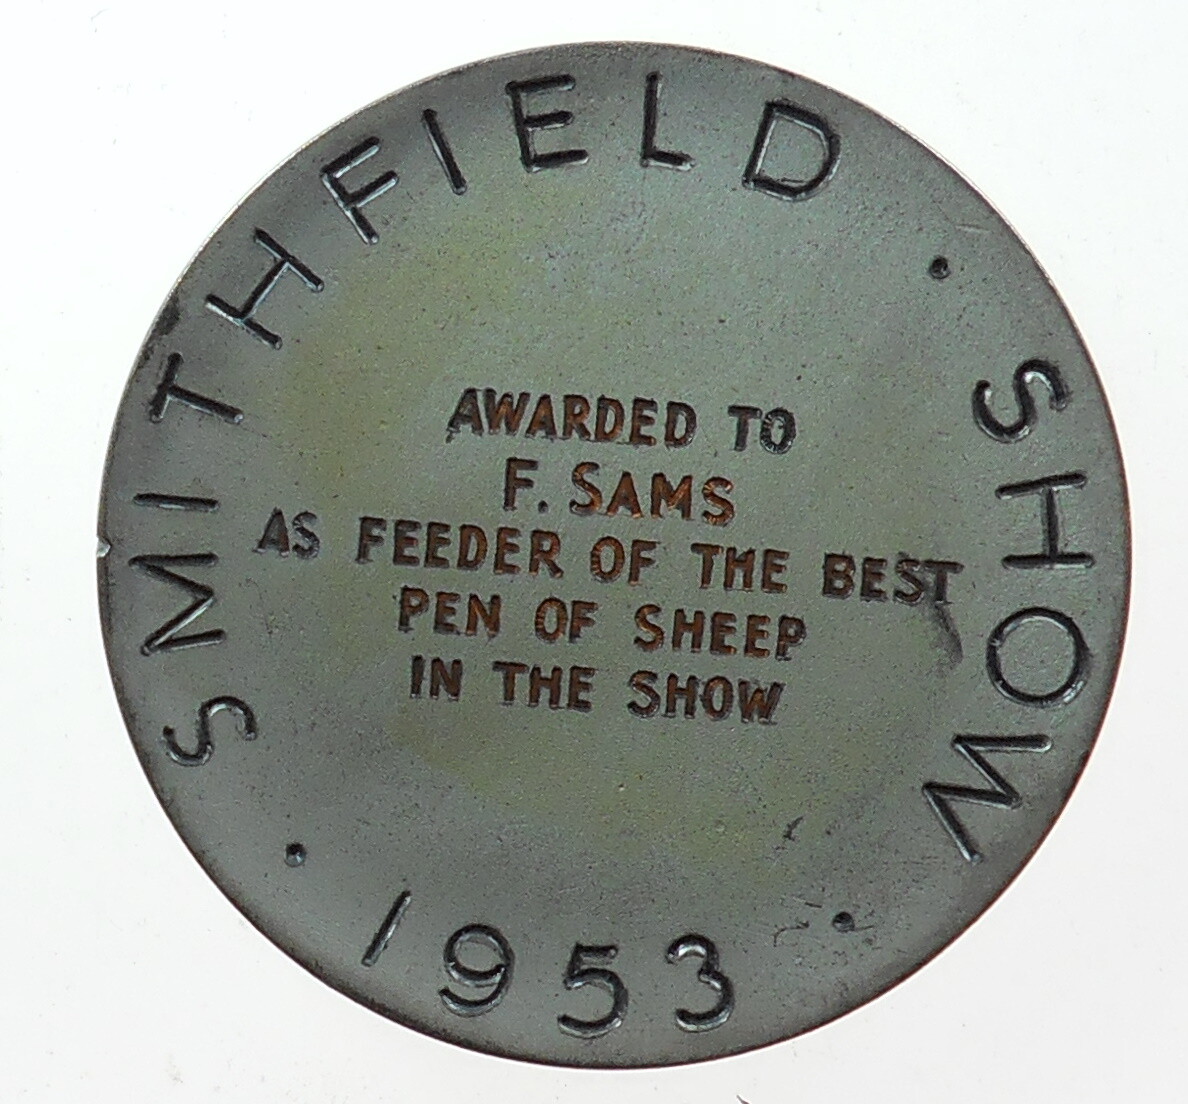 SMITHFIELD · SHOW · 1953 ·
AWARDED TO
F. SAMS
AS FEEDER OF THE BEST
PEN OF SHEEP
IN THE SHOW